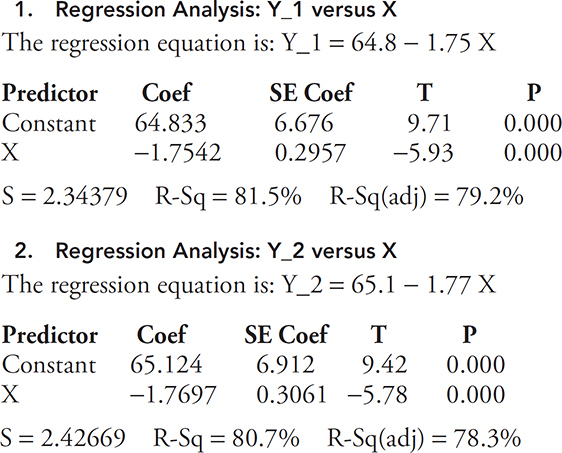 1. Regression Analysis: Y_1 versus X
The regression equation is: Y_1 = 64.8 − 1.75 X
Predictor Coef SE Coef T P
Constant 64.833 6.676 9.71 0.000
X −1.7542 0.2957 −5.93 0.000
S = 2.34379 R-Sq = 81.5% R-Sq(adj) = 79.2%
2. Regression Analysis: Y_2 versus X
The regression equation is: Y_2 = 65.1 − 1.77 X
Predictor Coef SE Coef T P
Constant 65.124 6.912 9.42 0.000
X −1.7697 0.3061 −5.78 0.000
S = 2.42669 R-Sq = 80.7% R-Sq(adj) = 78.3%